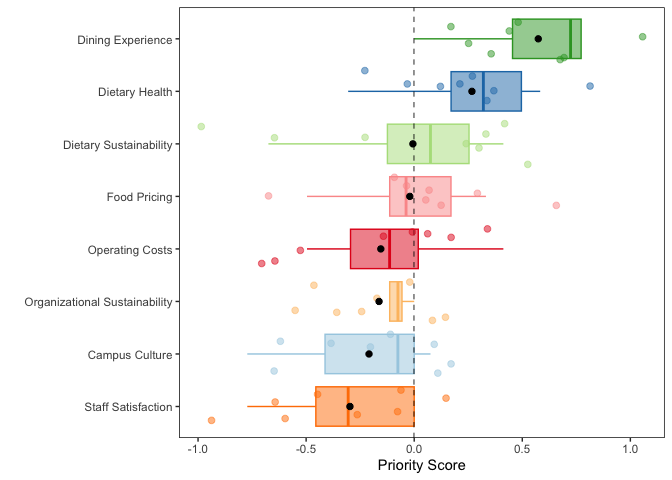 Dining Experience
Dietary Health
Dietary Sustainability
Food Pricing
Operating Costs
Organizational Sustainability
Campus Culture
Staff Satisfaction
-1.0 -0.5 0.0 0.5 1.0
Priority Score